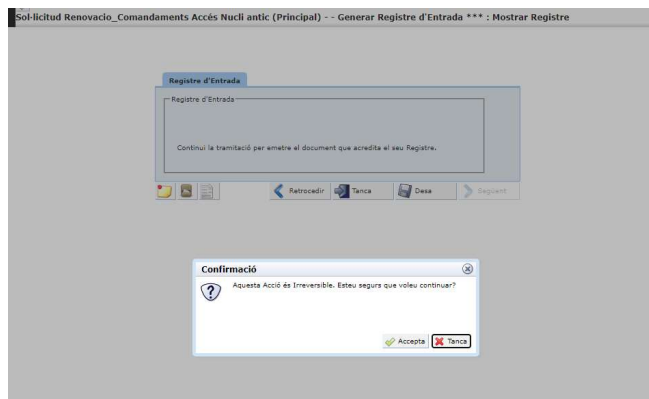 Sol·licitud Renovacio_Comandaments Accés Nucli antic (Principal) - - Generar Registre d'Entrada *** : Mostrar Registre
Registre d'Entrada
Registre d'Entrada
Continui la tramitació per emetre el document que acredita el seu Registre.
Retrocedir Tanca Desa Següent
Confirmació
Aquesta Acció és Irreversible. Esteu segurs que voleu continuar?
Accepta Tanca